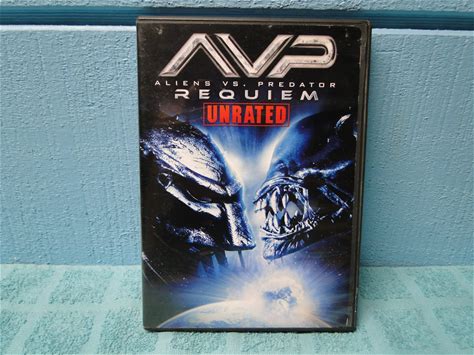 AVP
ALIENS VS. PREDATOR
REQUIEM
UNRATED